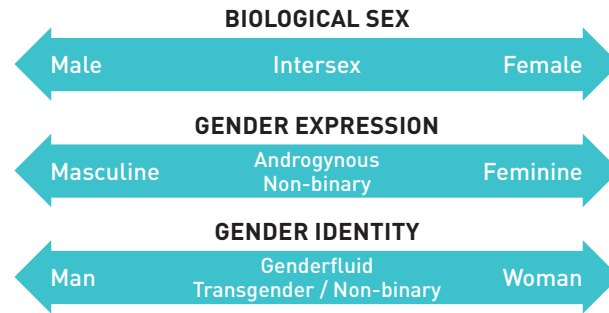 BIOLOGICAL SEX
Male Intersex Female
GENDER EXPRESSION
Masculine Androgynous Non-binary Feminine
GENDER IDENTITY
Man Genderfluid Transgender / Non-binary Woman